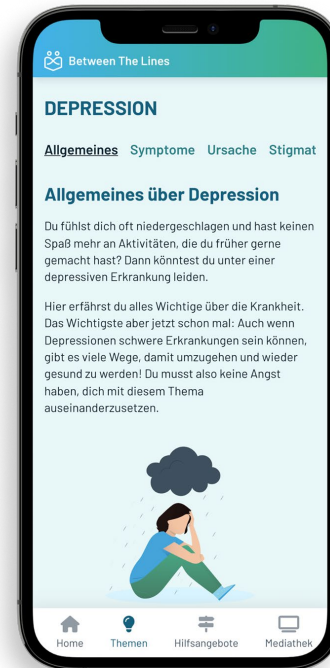 Between The Lines
DEPRESSION
Allgemeines Symptome Ursache Stigmat
Allgemeines über Depression
Du fühlst dich oft niedergeschlagen und hast keinen
Spaß mehr an Aktivitäten, die du früher gerne
gemacht hast? Dann könntest du unter einer
depressiven Erkrankung leiden.
Hier erfährst du alles Wichtige über die Krankheit.
Das Wichtigste aber jetzt schon mal: Auch wenn
Depressionen schwere Erkrankungen sein können,
gibt es viele Wege, damit umzugehen und wieder
gesund zu werden! Du musst also keine Angst
haben, dich mit diesem Thema
auseinanderzusetzen.
Home Themen Hilfsangebote Mediathek